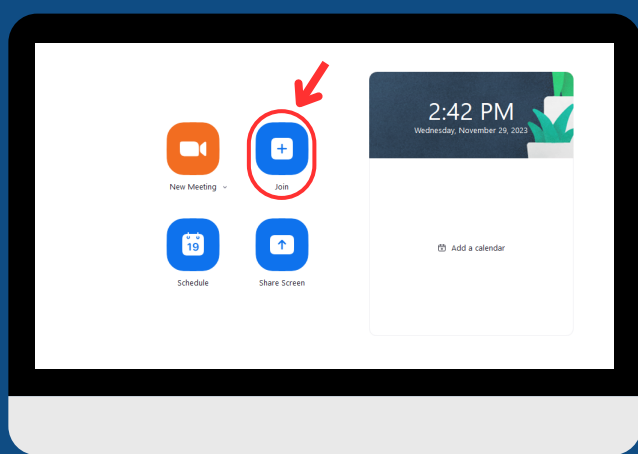 2:42 PM
Wednesday, November 29, 2023
New Meeting
Join
19
Schedule
Share Screen
Add a calendar